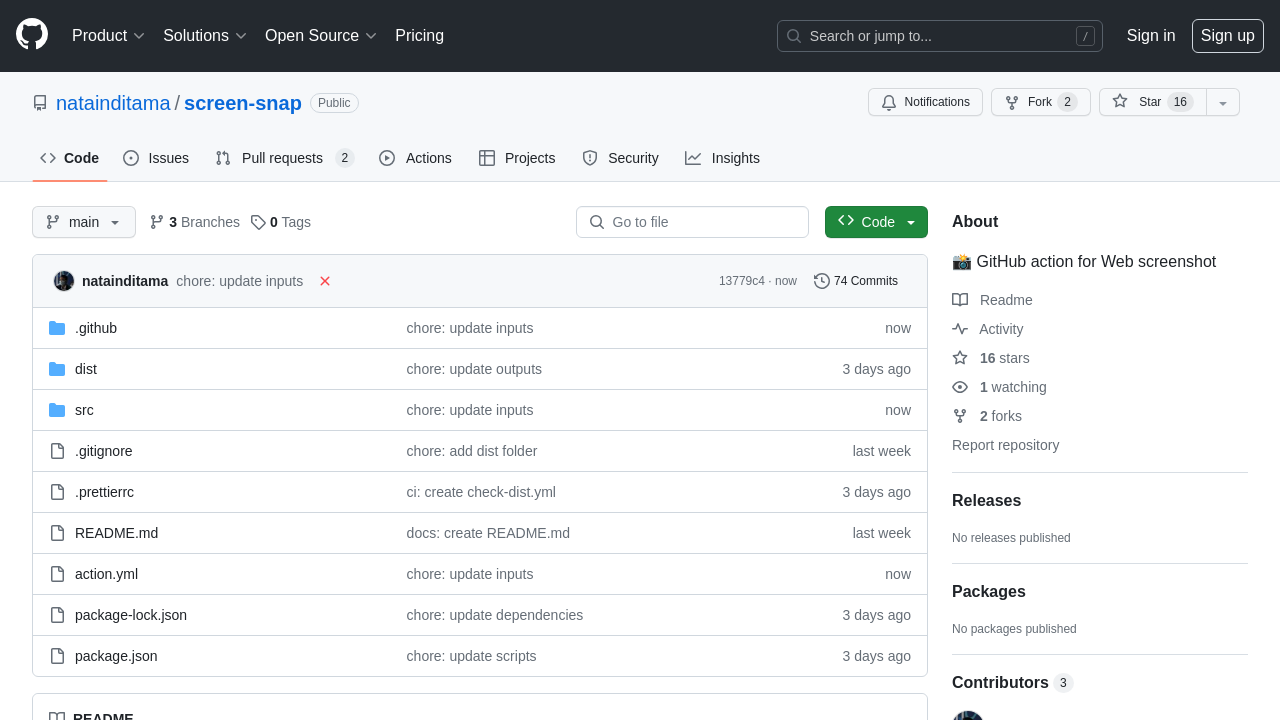 Product Solutions Open Source Pricing Search or jump to... / Sign in Sign up
natainditama / screen-snap Public Notifications Fork 2 Star 16
Code Issues Pull requests 2 Actions Projects Security Insights
main 3 Branches 0 Tags Go to file Code
natainditama chore: update inputs 13779c4 · now 74 Commits
.github chore: update inputs now
dist chore: update outputs 3 days ago
src chore: update inputs now
.gitignore chore: add dist folder last week
.prettierrc ci: create check-dist.yml 3 days ago
README.md docs: create README.md last week
action.yml chore: update inputs now
package-lock.json chore: update dependencies 3 days ago
package.json chore: update scripts 3 days ago
README
About
📸 GitHub action for Web screenshot
Readme
Activity
16 stars
1 watching
2 forks
Report repository
Releases
No releases published
Packages
No packages published
Contributors 3